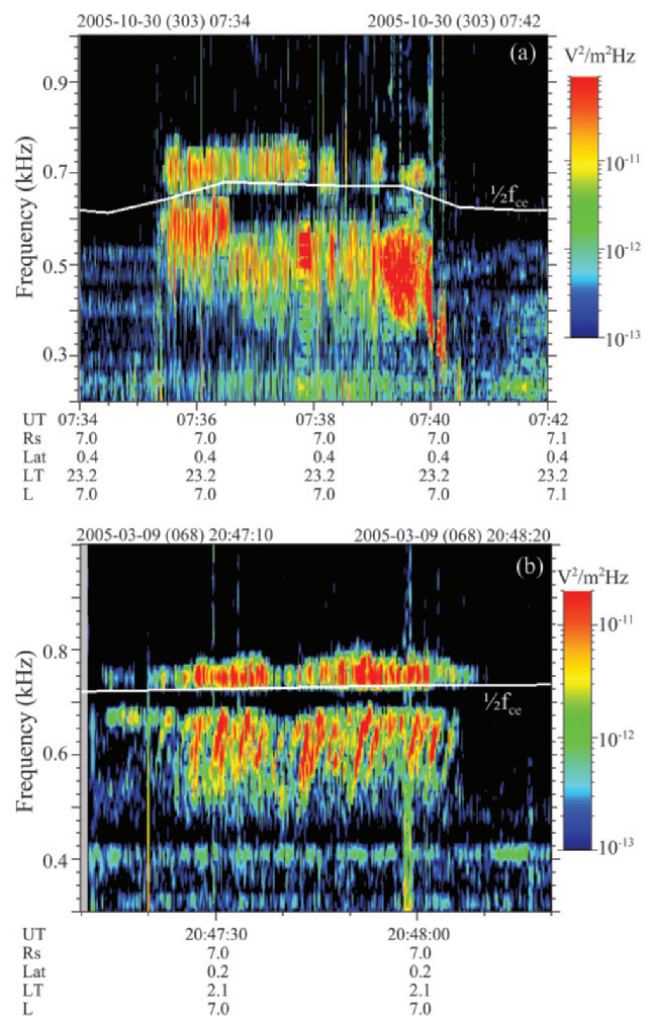 2005-10-30 (303) 07:34 2005-10-30 (303) 07:42
(a)
V²/m²Hz
0.9
0.7
0.5
0.3
Frequency (kHz)
½fce
10⁻¹¹
10⁻¹²
10⁻¹³
UT 07:34 07:36 07:38 07:40 07:42
Rs 7.0 7.0 7.0 7.0 7.1
Lat 0.4 0.4 0.4 0.4 0.4
LT 23.2 23.2 23.2 23.2 23.2
L 7.0 7.0 7.0 7.0 7.1
2005-03-09 (068) 20:47:10 2005-03-09 (068) 20:48:20
(b)
V²/m²Hz
0.8
0.6
0.4
Frequency (kHz)
½fce
10⁻¹¹
10⁻¹²
10⁻¹³
UT 20:47:30 20:48:00
Rs 7.0 7.0
Lat 0.2 0.2
LT 2.1 2.1
L 7.0 7.0